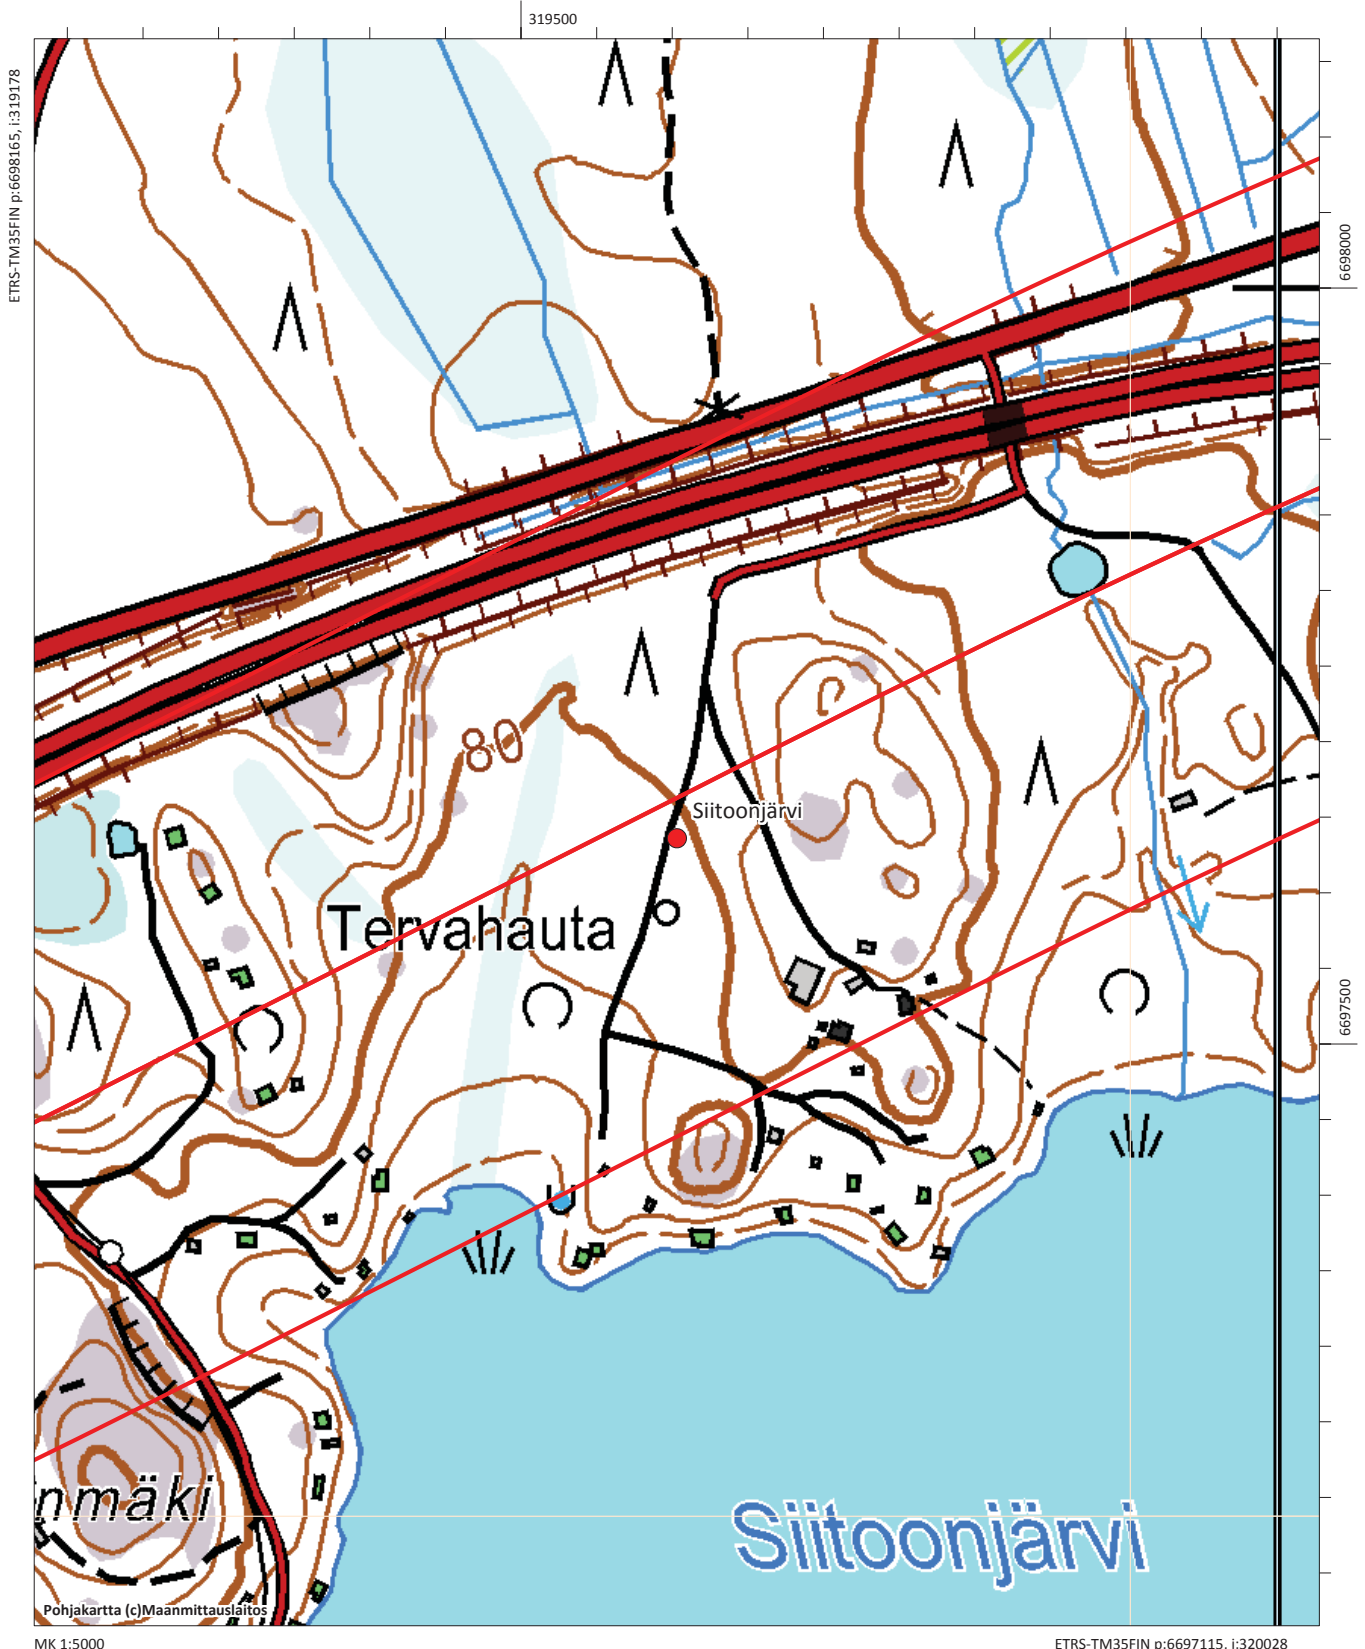 319500
ETRS-TM35FIN p:6698165, i:319178
6698000
80
Siitoonjärvi
Tervahauta
6697500
nmäki
Siitoonjärvi
Pohjakartta (c)Maanmittauslaitos
MK 1:5000
ETRS-TM35FIN p:6697115, i:320028